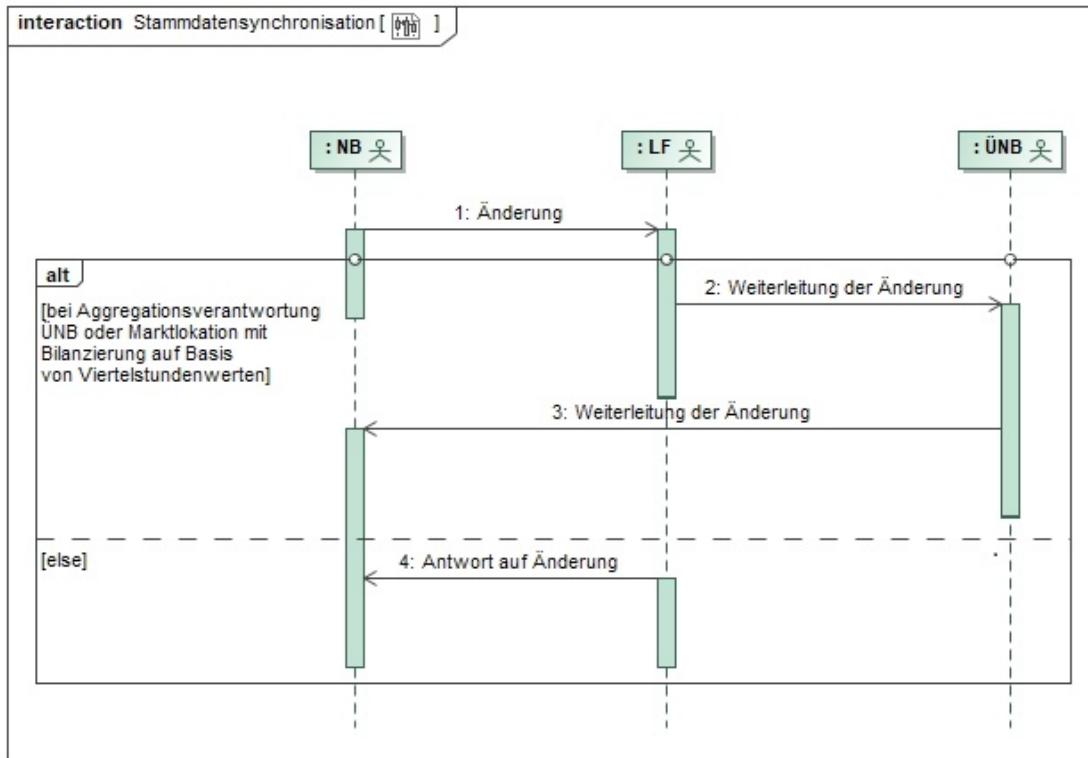 interaction Stammdatensynchronisation [ ]
: NB
: LF
: ÜNB
1: Änderung
alt
2: Weiterleitung der Änderung
[bei Aggregationsverantwortung
ÜNB oder Marktlokation mit
Bilanzierung auf Basis
von Viertelstundenwerten]
3: Weiterleitung der Änderung
[else]
4: Antwort auf Änderung